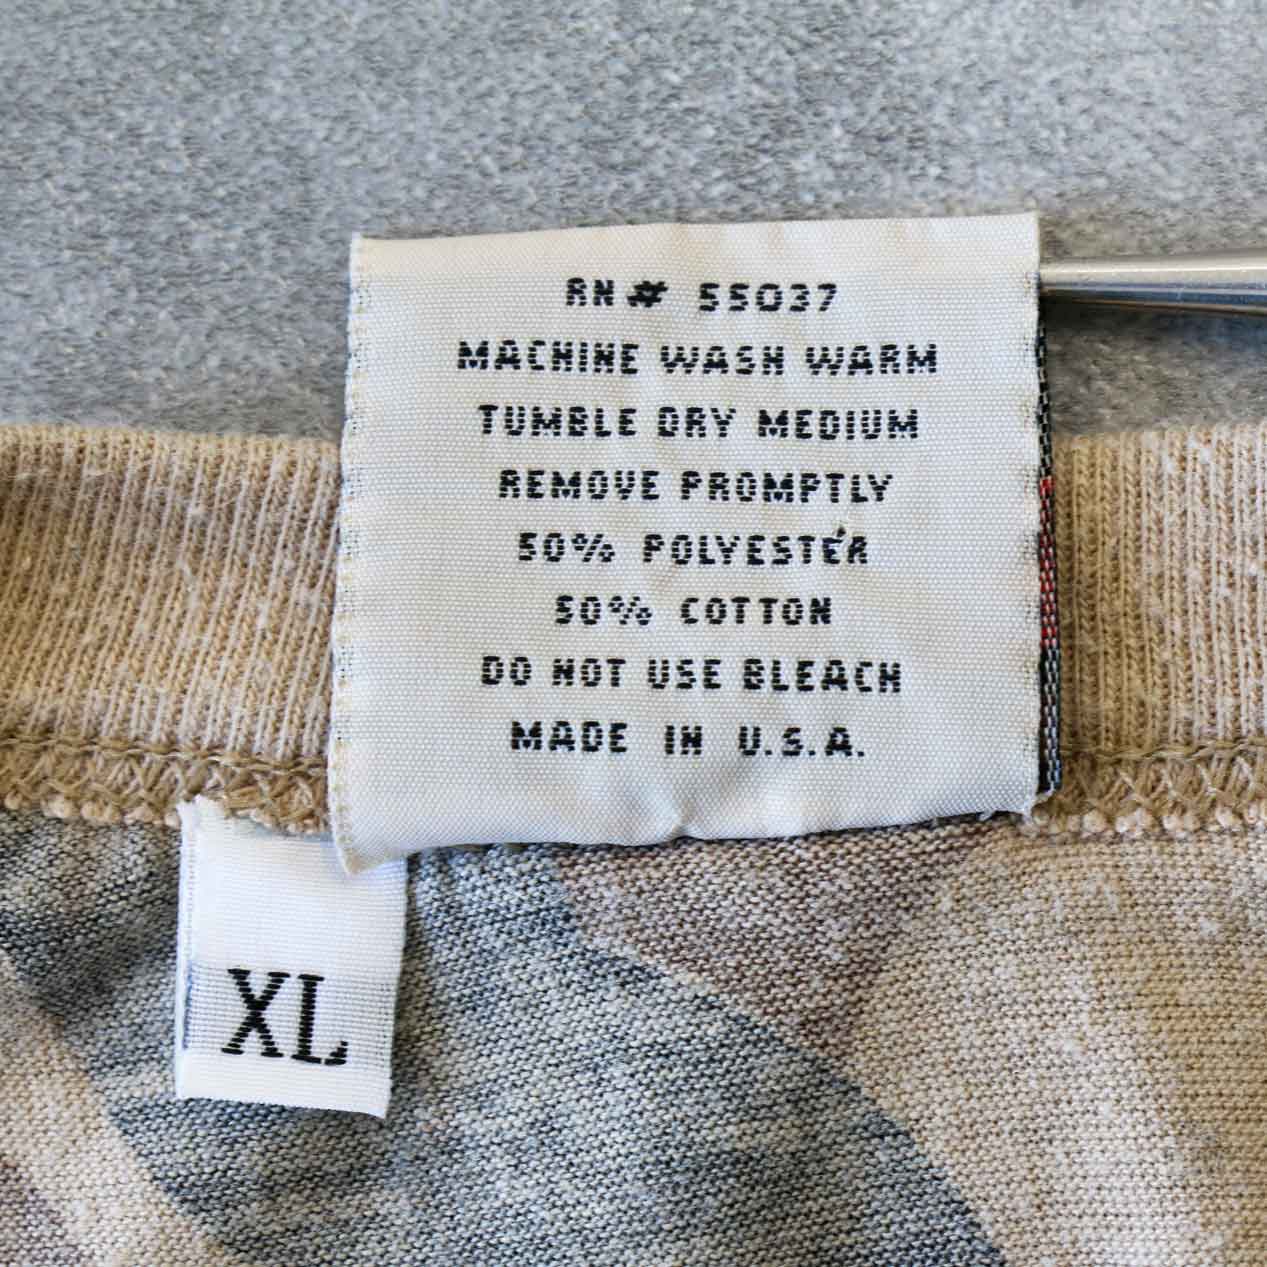 RN# 55037
MACHINE WASH WARM
TUMBLE DRY MEDIUM
REMOVE PROMPTLY
50% POLYESTER
50% COTTON
DO NOT USE BLEACH
MADE IN U.S.A.
XL